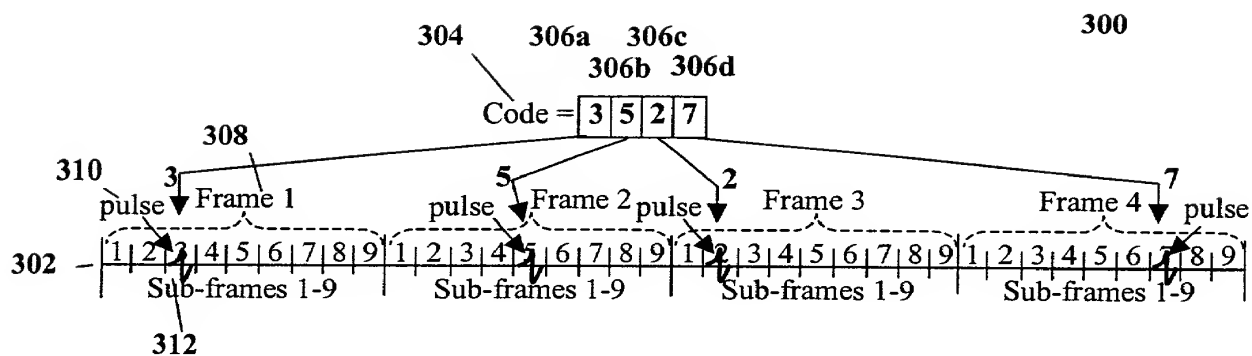 300
304 306a 306c
306b 306d
Code = 3 5 2 7
308
310 3 5 2 7
pulse Frame 1 pulse Frame 2 pulse Frame 3 Frame 4 pulse
302 1 2 3 4 5 6 7 8 9 1 2 3 4 5 6 7 8 9 1 2 3 4 5 6 7 8 9 1 2 3 4 5 6 7 8 9
Sub-frames 1-9 Sub-frames 1-9 Sub-frames 1-9 Sub-frames 1-9
312